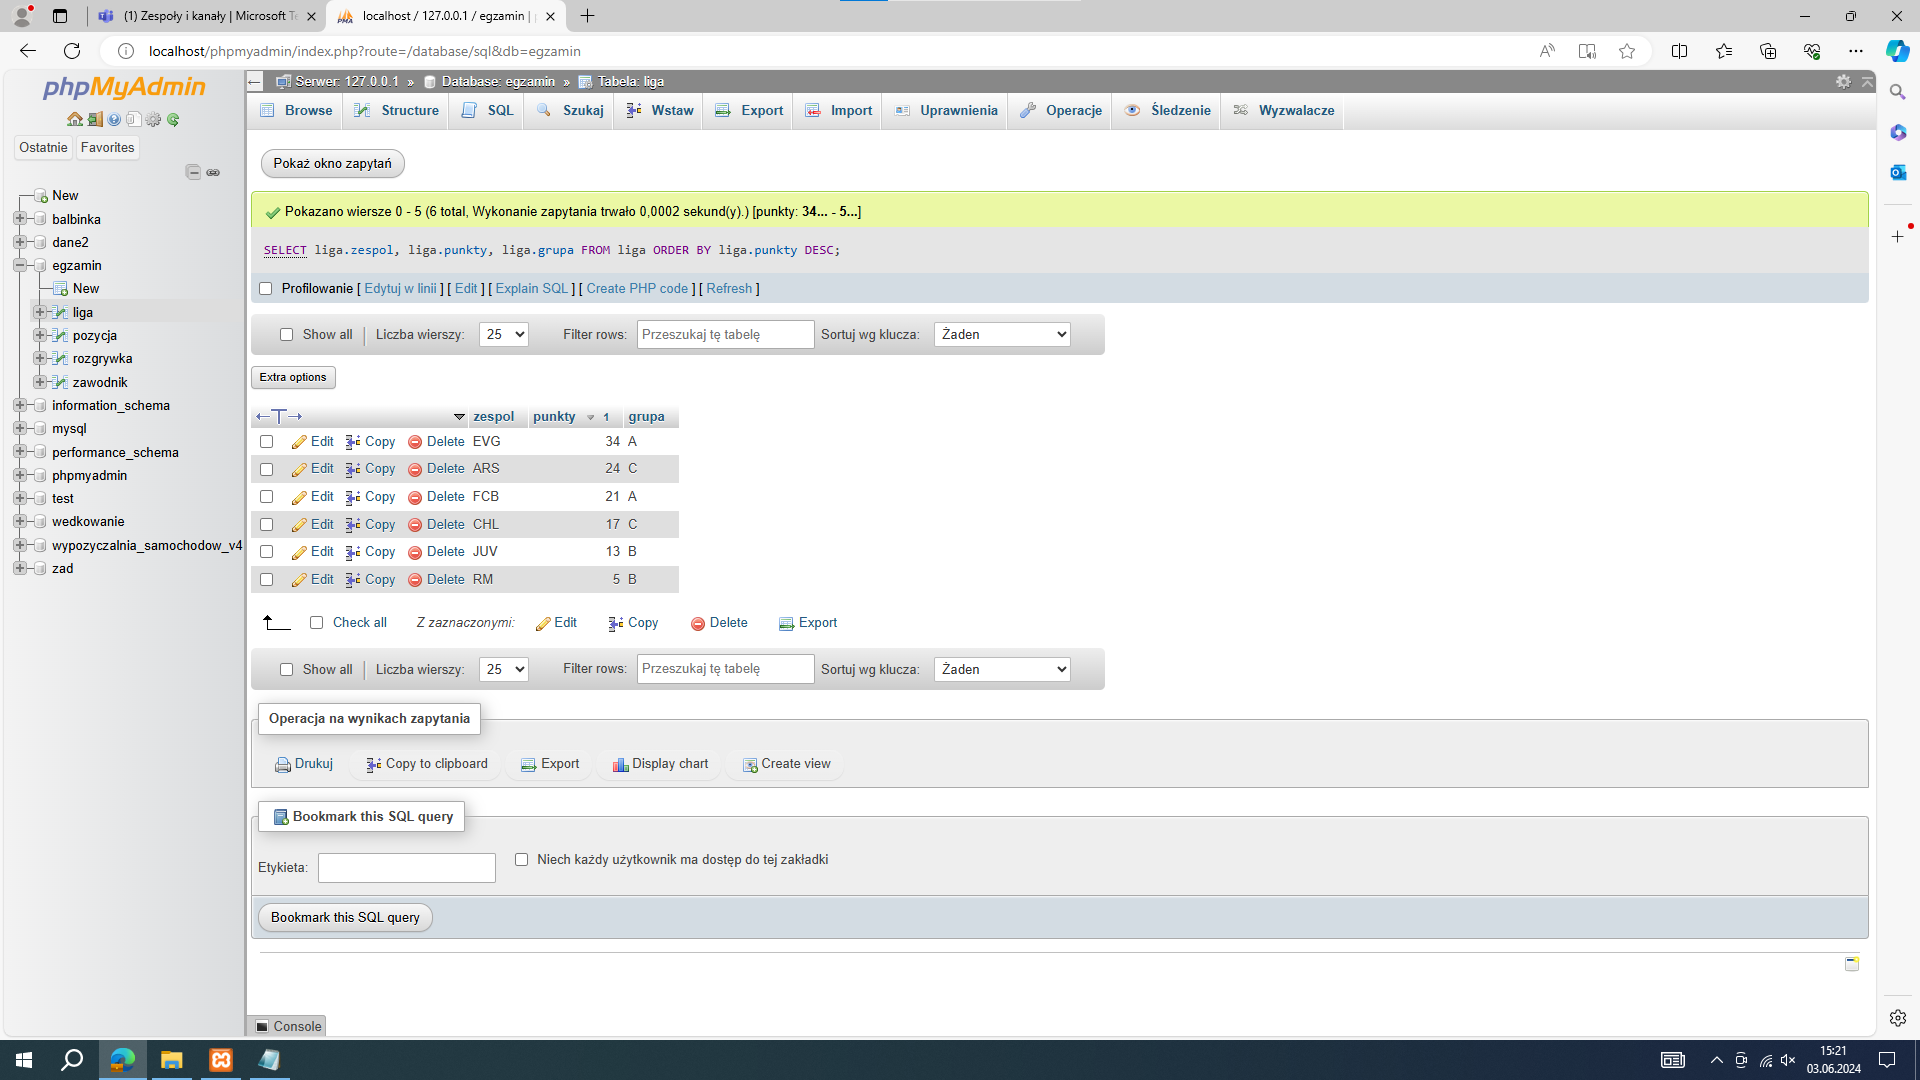 (1) Zespoły i kanały | Microsoft Te
localhost / 127.0.0.1 / egzamin |
localhost/phpmyadmin/index.php?route=/database/sql&db=egzamin
phpMyAdmin
Ostatnie Favorites
New
balbinka
dane2
egzamin
New
liga
pozycja
rozgrywka
zawodnik
information_schema
mysql
performance_schema
phpmyadmin
test
wedkowanie
wypozyczalnia_samochodow_v4
zad
Serwer: 127.0.0.1 » Database: egzamin » Tabela: liga
Browse Structure SQL Szukaj Wstaw Export Import Uprawnienia Operacje Śledzenie Wyzwalacze
Pokaż okno zapytań
Pokazano wiersze 0 - 5 (6 total, Wykonanie zapytania trwało 0,0002 sekund(y).) [punkty: 34... - 5...]
SELECT liga.zespol, liga.punkty, liga.grupa FROM liga ORDER BY liga.punkty DESC;
Profilowanie [ Edytuj w linii ] [ Edit ] [ Explain SQL ] [ Create PHP code ] [ Refresh ]
Show all | Liczba wierszy: 25 Filter rows: Przeszukaj tę tabelę Sortuj wg klucza: Żaden
Extra options
←T→ zespol punkty 1 grupa
Edit Copy Delete EVG 34 A
Edit Copy Delete ARS 24 C
Edit Copy Delete FCB 21 A
Edit Copy Delete CHL 17 C
Edit Copy Delete JUV 13 B
Edit Copy Delete RM 5 B
Check all Z zaznaczonymi: Edit Copy Delete Export
Show all | Liczba wierszy: 25 Filter rows: Przeszukaj tę tabelę Sortuj wg klucza: Żaden
Operacja na wynikach zapytania
Drukuj Copy to clipboard Export Display chart Create view
Bookmark this SQL query
Etykieta: Niech każdy użytkownik ma dostęp do tej zakładki
Bookmark this SQL query
Console
15:21
03.06.2024